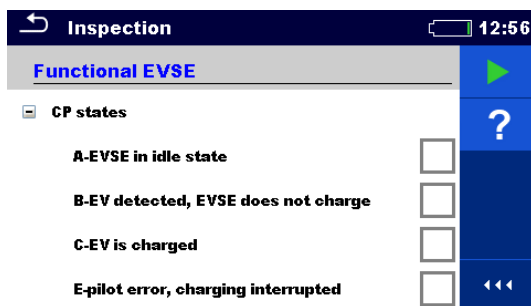 Inspection
12:56
Functional EVSE
CP states
?
A-EVSE in idle state
B-EV detected, EVSE does not charge
C-EV is charged
E-pilot error, charging interrupted